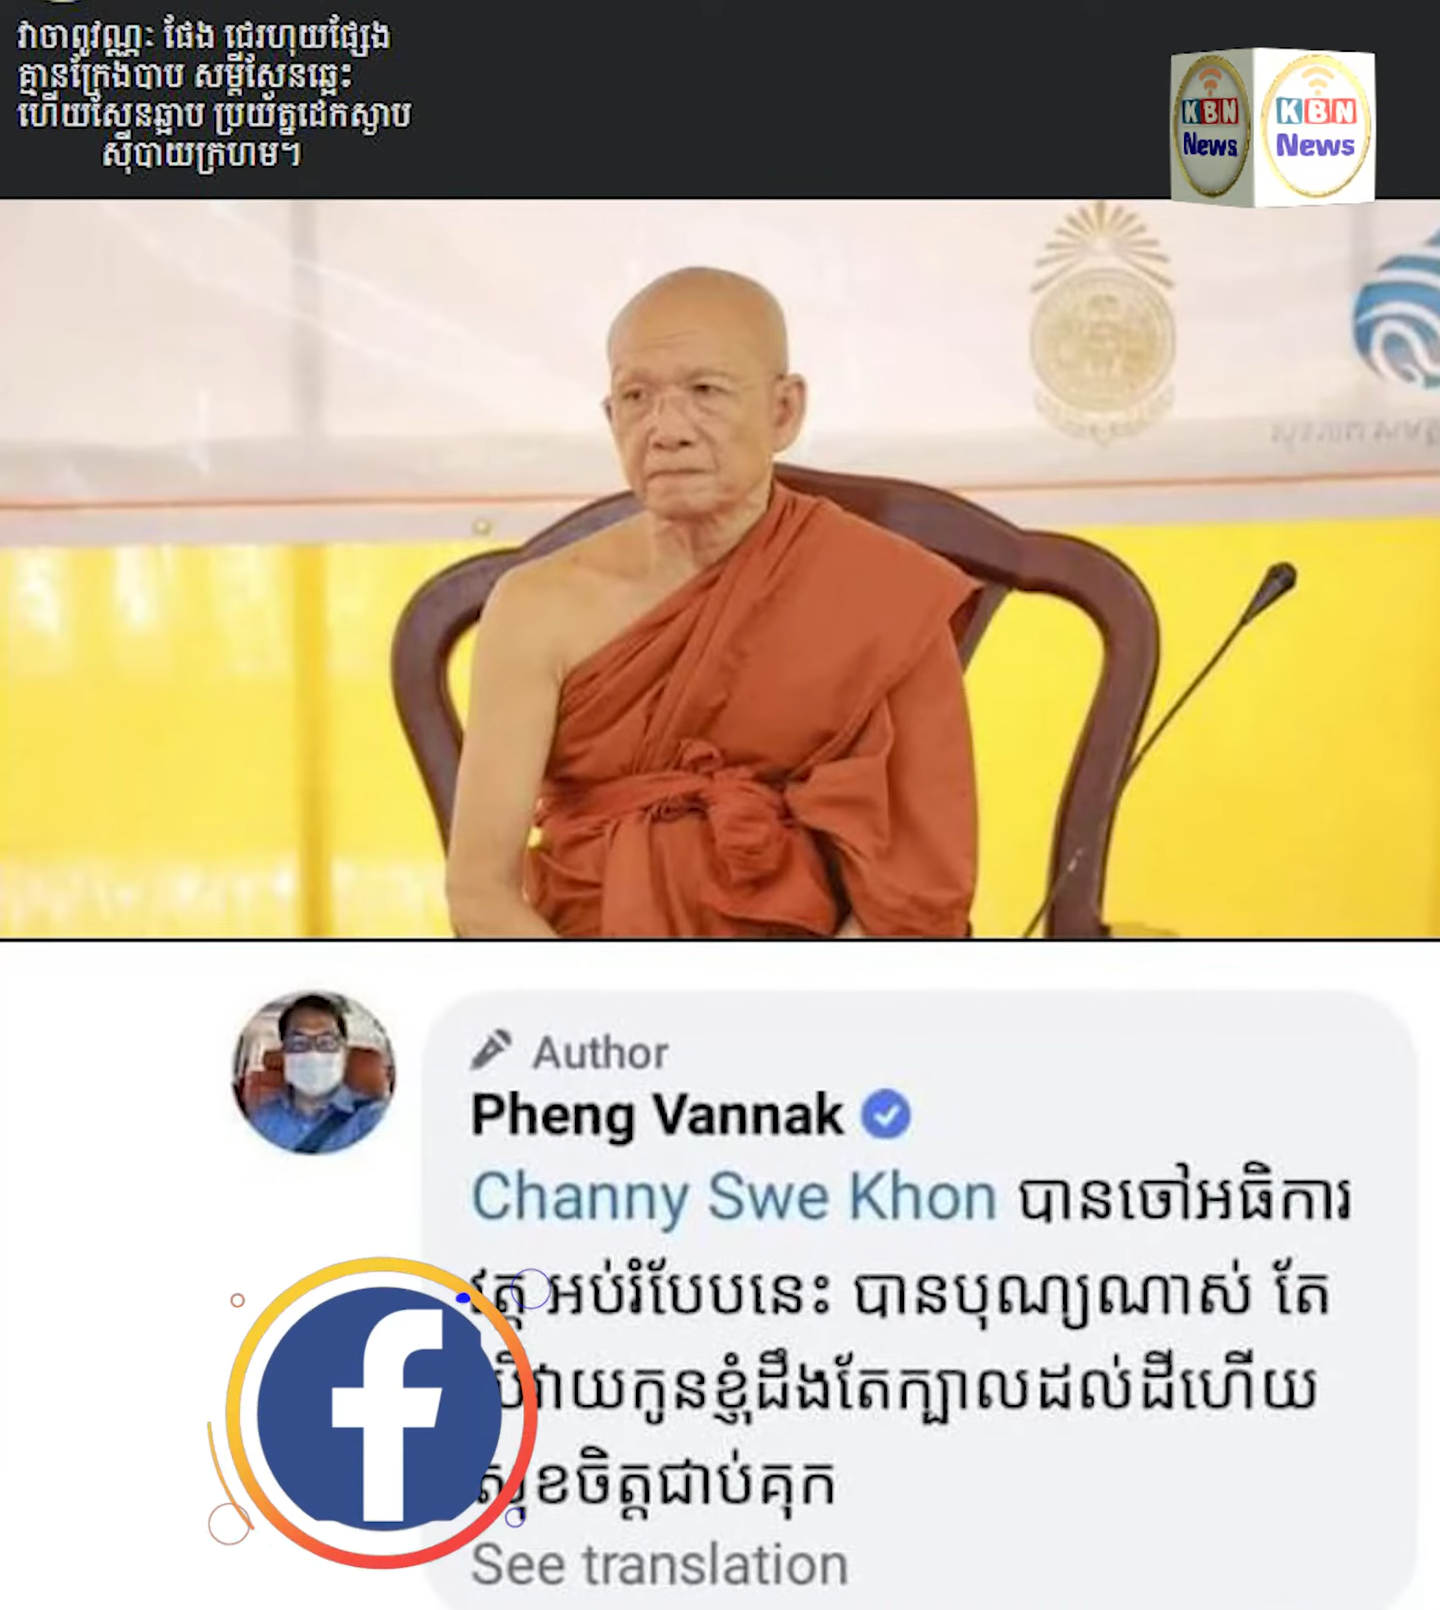 វាចាពូវណ្ណៈ ផែង ជេរហុយផ្សែង
គ្មានក្រែងបាប សម្ដីសែនឆ្អេះ
ហើយសែនឆ្អាប ប្រយ័ត្នដេកស្ងាប
ស៊ីបាយក្រហម។
KBN
News
KBN
News
Author
Pheng Vannak
Channy Swe Khon បានចៅអធិការ
វត្ត អប់រំបែបនេះ បានបុណ្យណាស់ តែ
វាយកូនខ្ញុំដឹងតែក្បាលដល់ដីហើយ
សុខចិត្តជាប់គុក
See translation